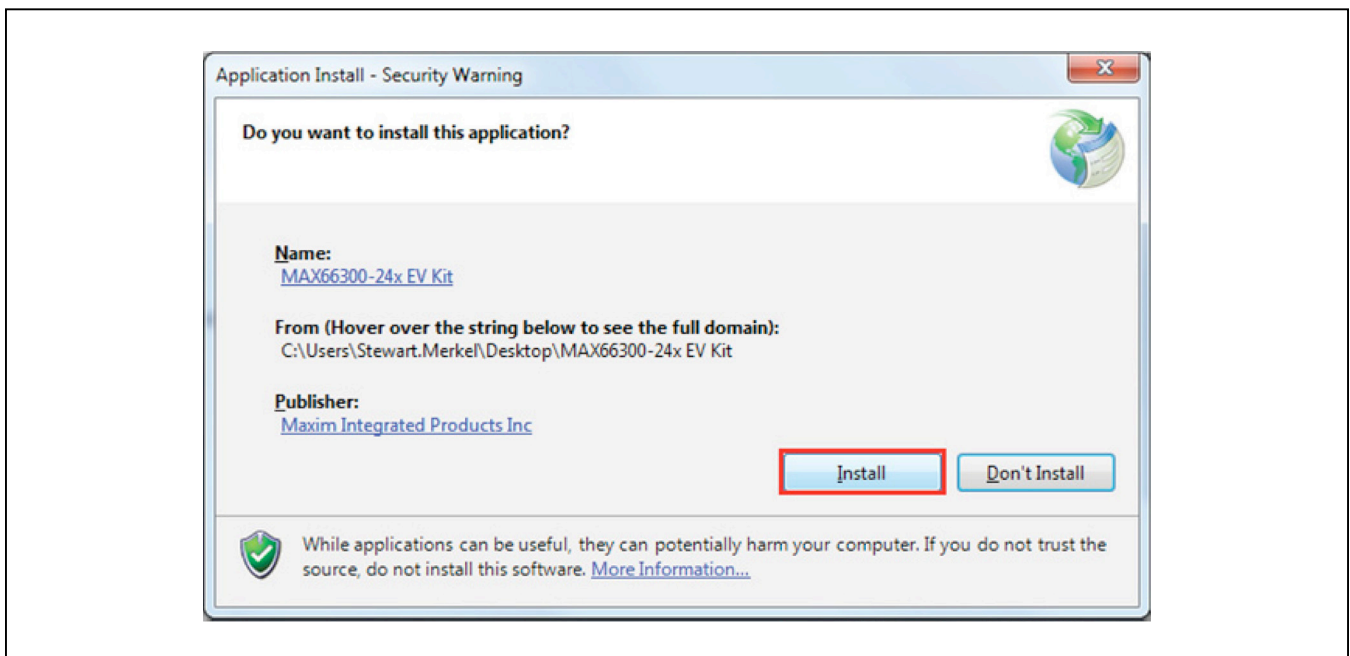 Application Install - Security Warning
Do you want to install this application?
Name:
MAX66300-24x EV Kit
From (Hover over the string below to see the full domain):
C:\Users\Stewart.Merkel\Desktop\MAX66300-24x EV Kit
Publisher:
Maxim Integrated Products Inc
Install
Don't Install
While applications can be useful, they can potentially harm your computer. If you do not trust the
source, do not install this software. More Information...